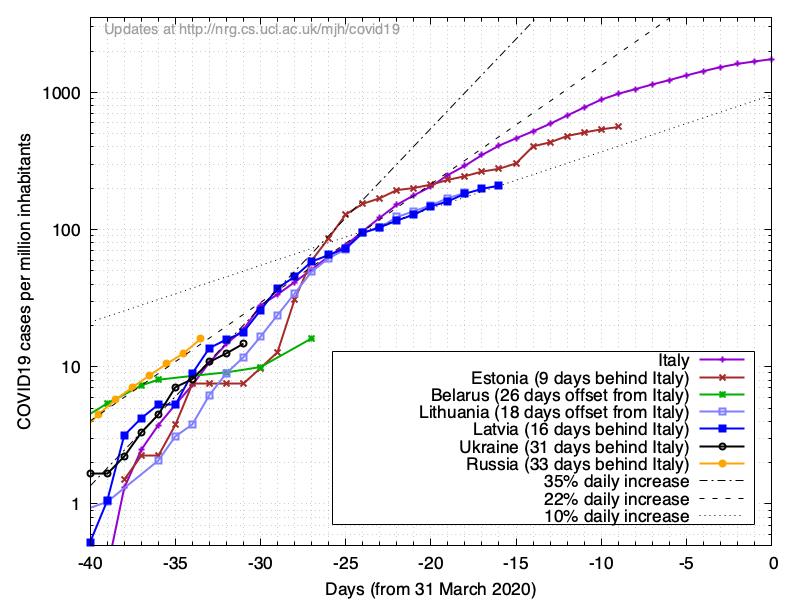 Updates at http://nrg.cs.ucl.ac.uk/mjh/covid19
COVID19 cases per million inhabitants
1000
100
10
1
Italy
Estonia (9 days behind Italy)
Belarus (26 days offset from Italy)
Lithuania (18 days offset from Italy)
Latvia (16 days behind Italy)
Ukraine (31 days behind Italy)
Russia (33 days behind Italy)
35% daily increase
22% daily increase
10% daily increase
-40 -35 -30 -25 -20 -15 -10 -5 0
Days (from 31 March 2020)